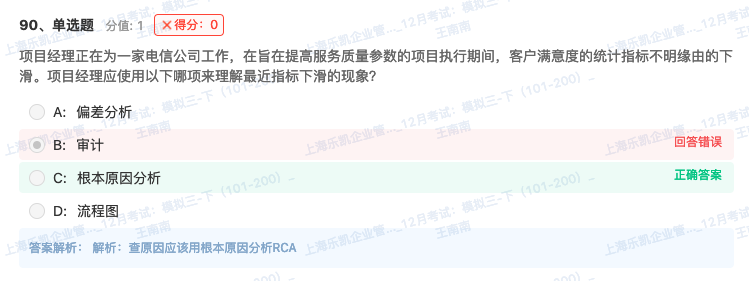 90、单选题 分值: 1 ✕得分：0
项目经理正在为一家电信公司工作，在旨在提高服务质量参数的项目执行期间，客户满意度的统计指标不明缘由的下
滑。项目经理应使用以下哪项来理解最近指标下滑的现象?
A: 偏差分析
B: 审计 回答错误
C: 根本原因分析 正确答案
D: 流程图
答案解析： 解析：查原因应该用根本原因分析RCA
上海乐凯企业管..._12月考试：模拟三-下（101-200）_
王南南